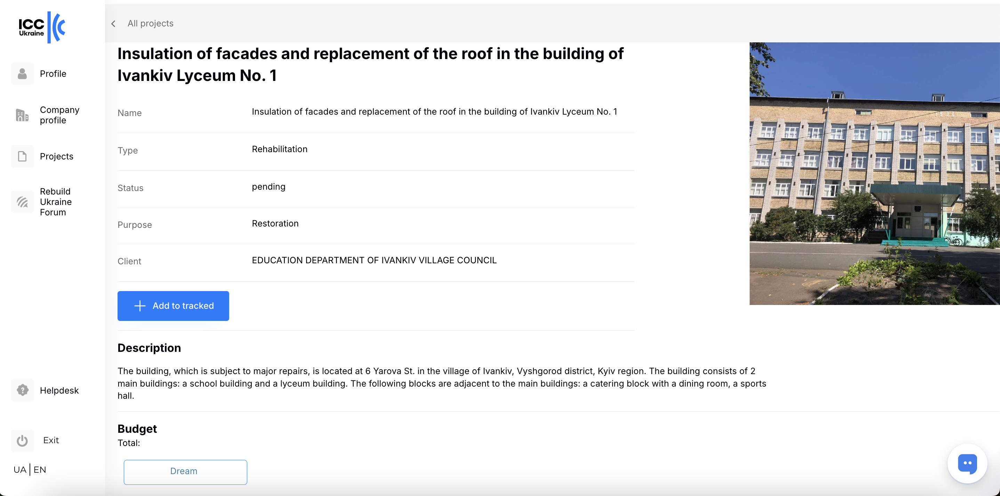 ICC
Ukraine
Profile
Company
profile
Projects
Rebuild
Ukraine
Forum
Helpdesk
Exit
UA | EN
All projects
Insulation of facades and replacement of the roof in the building of
Ivankiv Lyceum No. 1
Name Insulation of facades and replacement of the roof in the building of Ivankiv Lyceum No. 1
Type Rehabilitation
Status pending
Purpose Restoration
Client EDUCATION DEPARTMENT OF IVANKIV VILLAGE COUNCIL
Add to tracked
1973
Description
The building, which is subject to major repairs, is located at 6 Yarova St. in the village of Ivankiv, Vyshgorod district, Kyiv region. The building consists of 2
main buildings: a school building and a lyceum building. The following blocks are adjacent to the main buildings: a catering block with a dining room, a sports
hall.
Budget
Total:
Dream